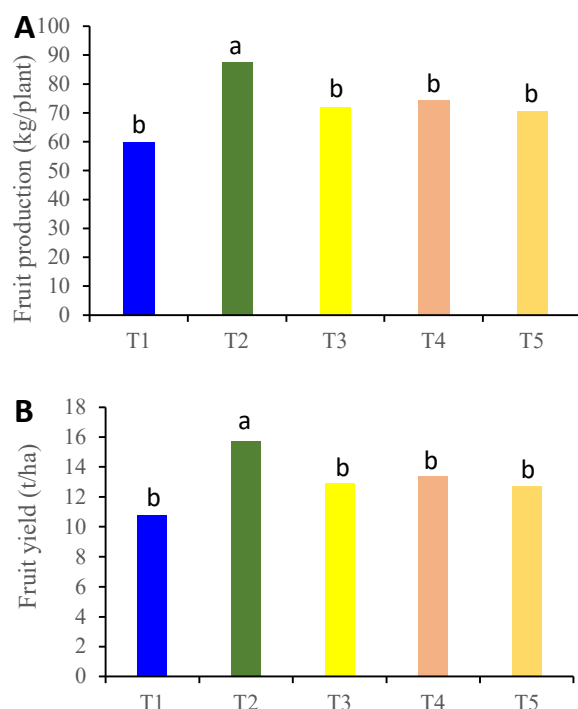 A
Fruit production (kg/plant)
100
90
80
70
60
50
40
30
20
10
0
b
a
b
b
b
T1
T2
T3
T4
T5
B
Fruit yield (t/ha)
18
16
14
12
10
8
6
4
2
0
b
a
b
b
b
T1
T2
T3
T4
T5